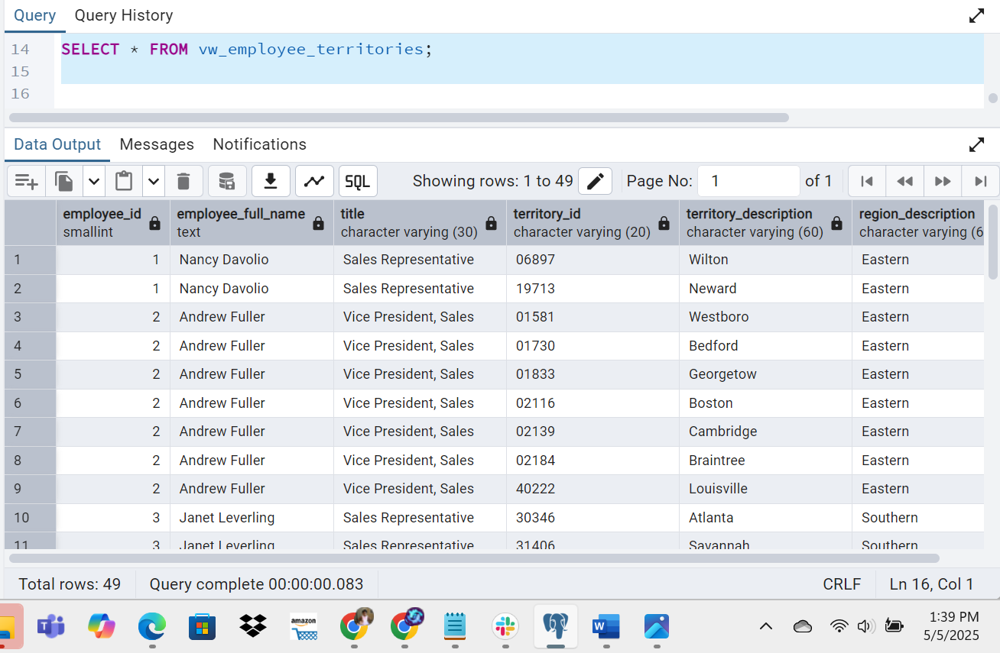 Query Query History
14 SELECT * FROM vw_employee_territories;
15
16
Data Output Messages Notifications
SQL Showing rows: 1 to 49 Page No: 1 of 1
employee_id employee_full_name title territory_id territory_description region_description
smallint text character varying (30) character varying (20) character varying (60) character varying (6
1 1 Nancy Davolio Sales Representative 06897 Wilton Eastern
2 1 Nancy Davolio Sales Representative 19713 Neward Eastern
3 2 Andrew Fuller Vice President, Sales 01581 Westboro Eastern
4 2 Andrew Fuller Vice President, Sales 01730 Bedford Eastern
5 2 Andrew Fuller Vice President, Sales 01833 Georgetow Eastern
6 2 Andrew Fuller Vice President, Sales 02116 Boston Eastern
7 2 Andrew Fuller Vice President, Sales 02139 Cambridge Eastern
8 2 Andrew Fuller Vice President, Sales 02184 Braintree Eastern
9 2 Andrew Fuller Vice President, Sales 40222 Louisville Eastern
10 3 Janet Leverling Sales Representative 30346 Atlanta Southern
11 3 Janet Leverling Sales Representative 31406 Savannah Southern
Total rows: 49 Query complete 00:00:00.083 CRLF Ln 16, Col 1
T amazon W 1:39 PM
5/5/2025